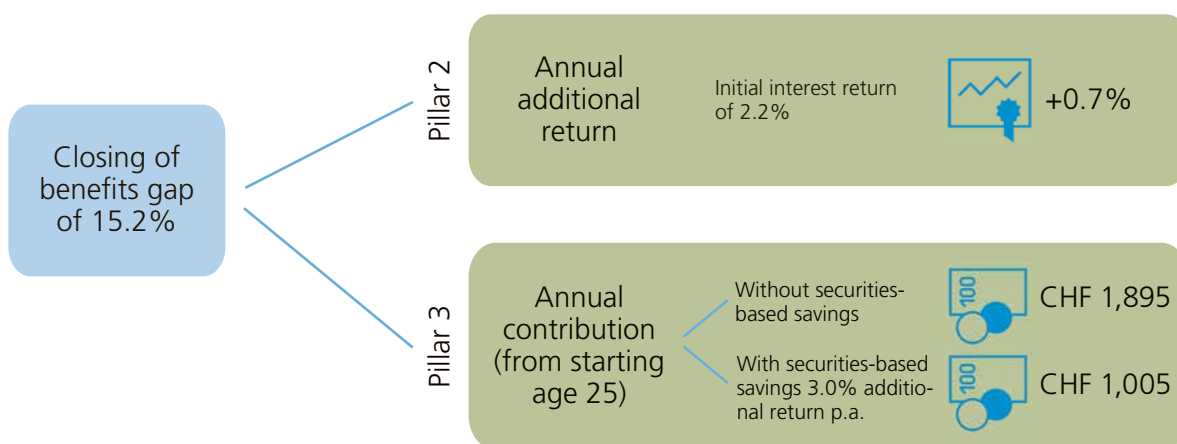 Closing of
benefits gap
of 15.2%
Pillar 2
Annual
additional
return
Initial interest return
of 2.2%
+0.7%
Pillar 3
Annual
contribution
(from starting
age 25)
Without securities-
based savings
100
CHF 1,895
With securities-based
savings 3.0% additio-
nal return p.a.
100
CHF 1,005